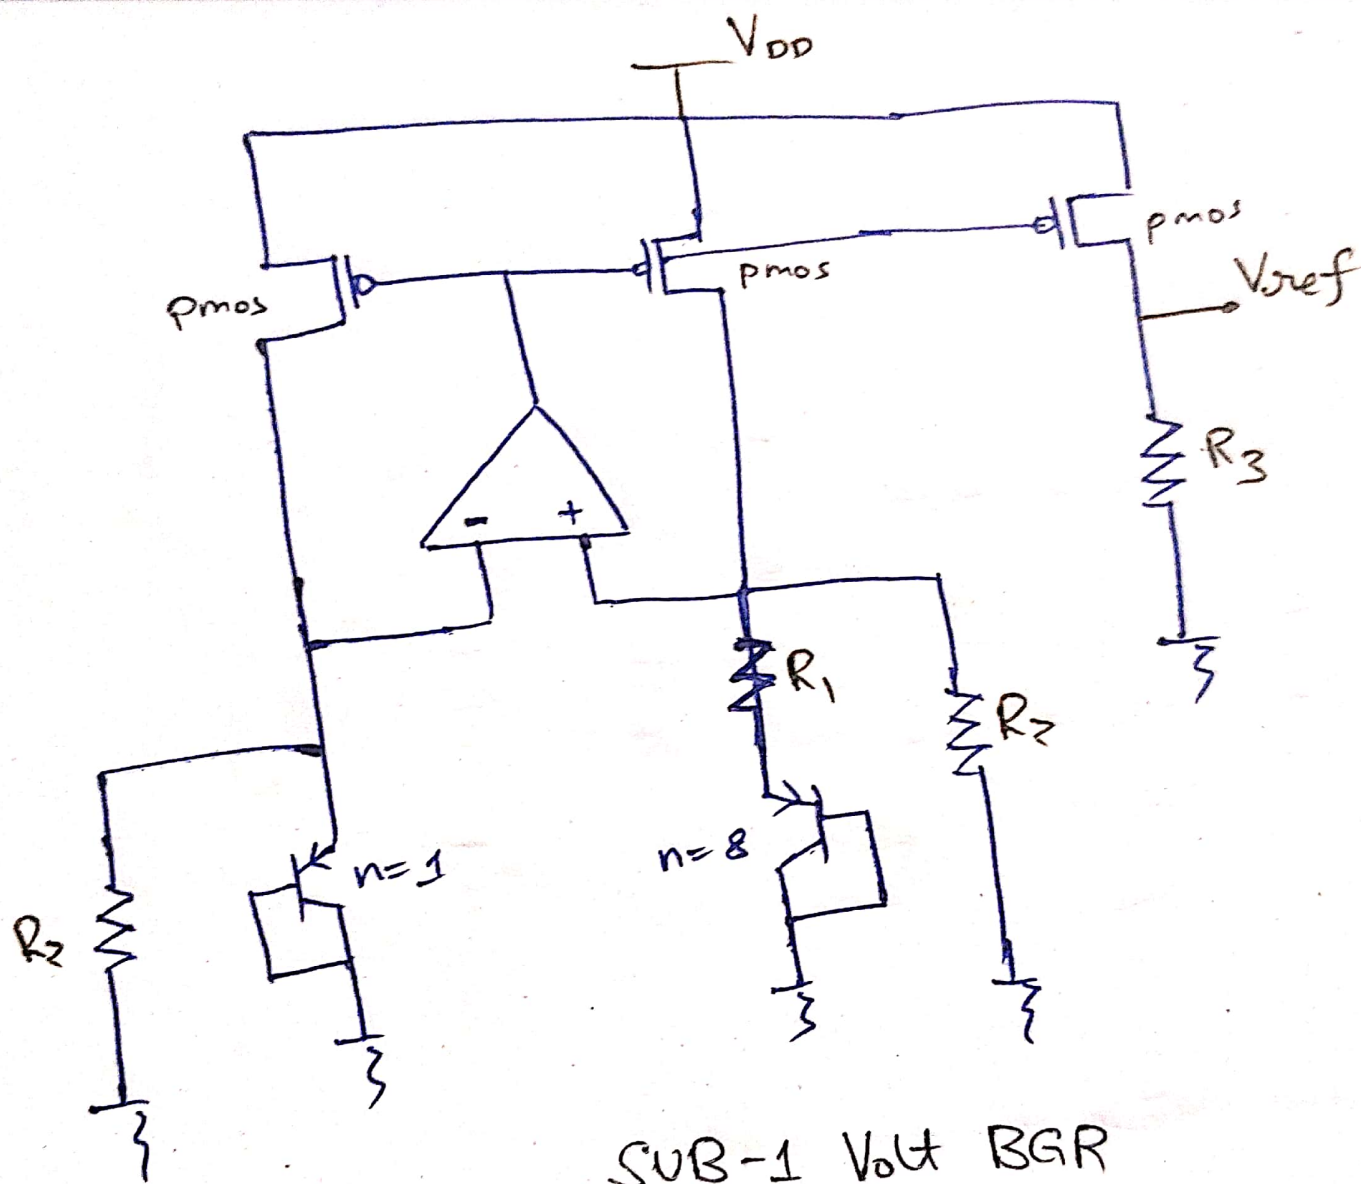 VDD
pmos
Vref
pmos
pmos
- +
R3
R1
R2
n=8
n=1
R2
SUB-1 Volt BGR